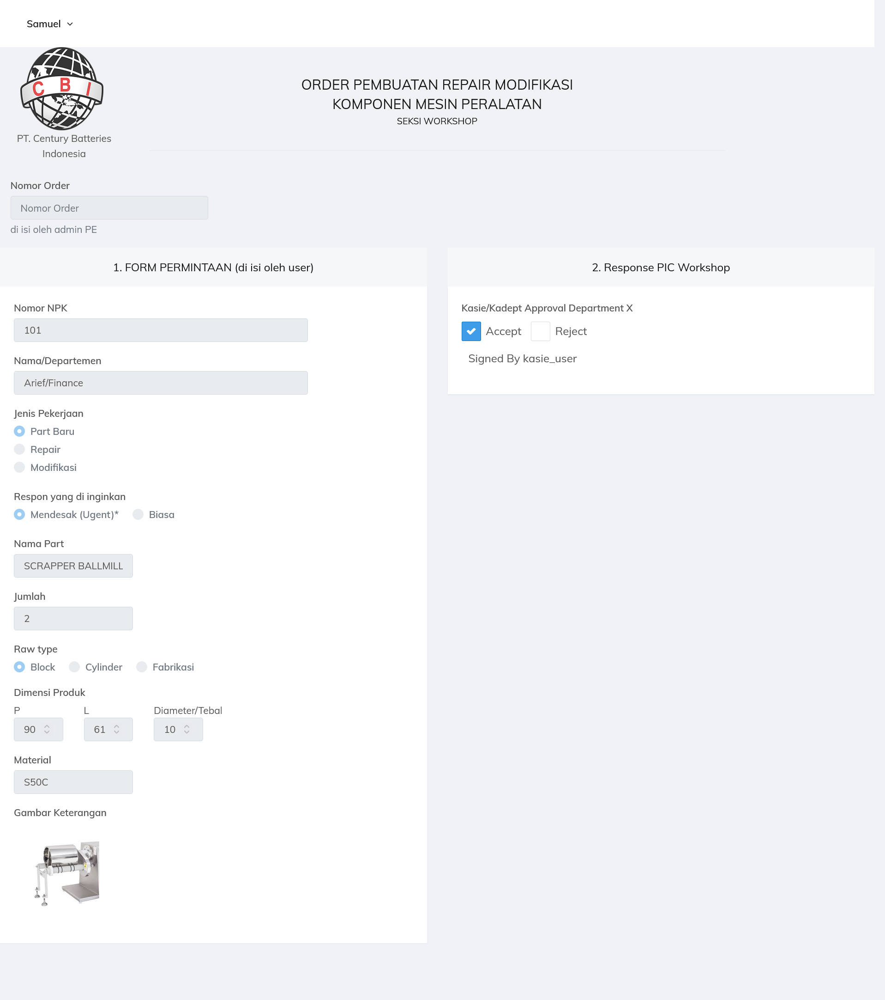 Samuel
C B I
PT. Century Batteries
Indonesia
ORDER PEMBUATAN REPAIR MODIFIKASI
KOMPONEN MESIN PERALATAN
SEKSI WORKSHOP
Nomor Order
Nomor Order
di isi oleh admin PE
1. FORM PERMINTAAN (di isi oleh user)
Nomor NPK
101
Nama/Departemen
Arief/Finance
Jenis Pekerjaan
Part Baru
Repair
Modifikasi
Respon yang di inginkan
Mendesak (Ugent)* Biasa
Nama Part
SCRAPPER BALLMILL
Jumlah
2
Raw type
Block Cylinder Fabrikasi
Dimensi Produk
P L Diameter/Tebal
90 61 10
Material
S50C
Gambar Keterangan
2. Response PIC Workshop
Kasie/Kadept Approval Department X
Accept Reject
Signed By kasie_user